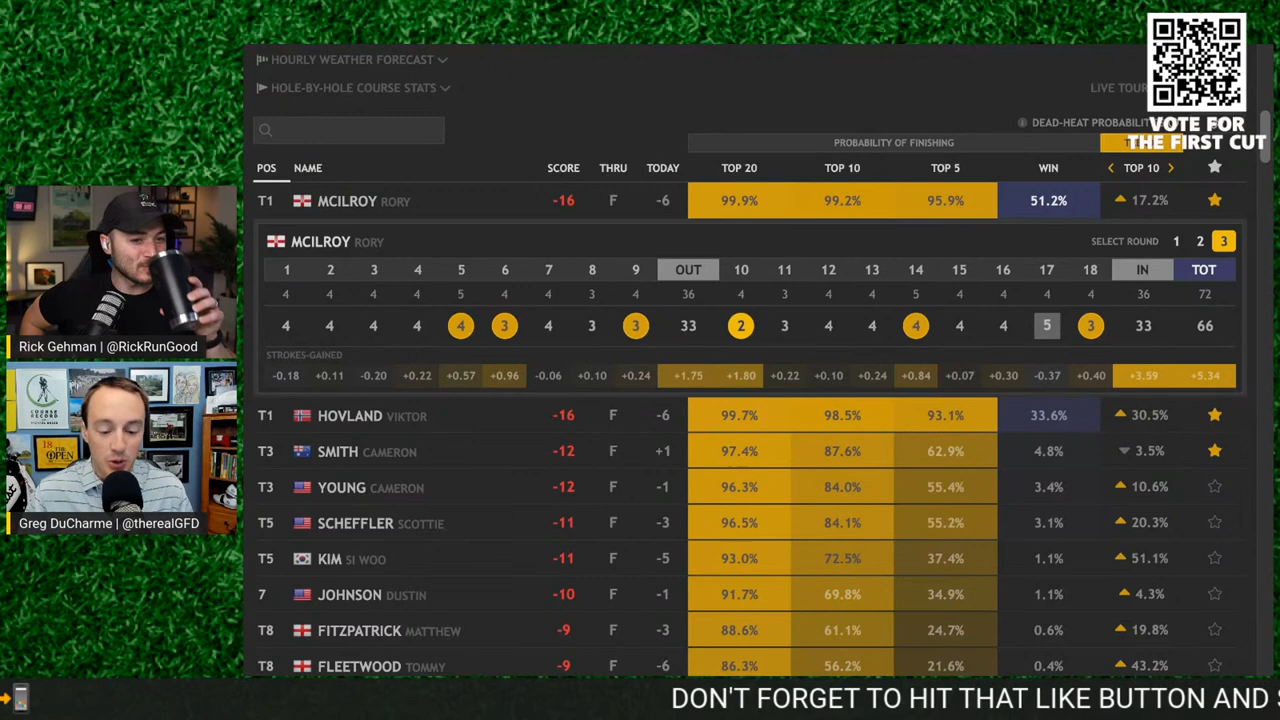 VOTE FOR
THE FIRST CUT
HOURLY WEATHER FORECAST
HOLE-BY-HOLE COURSE STATS
LIVE TOUR
DEAD-HEAT PROBABILIT
PROBABILITY OF FINISHING
POS NAME SCORE THRU TODAY TOP 20 TOP 10 TOP 5 WIN < TOP 10 >
T1 MCILROY RORY -16 F -6 99.9% 99.2% 95.9% 51.2% 17.2%
MCILROY RORY SELECT ROUND 1 2 3
1 2 3 4 5 6 7 8 9 OUT 10 11 12 13 14 15 16 17 18 IN TOT
4 4 4 4 5 4 4 3 4 36 4 3 4 4 5 4 4 4 4 36 72
4 4 4 4 4 3 4 3 3 33 2 3 4 4 4 4 4 5 3 33 66
STROKES-GAINED
-0.18 +0.11 -0.20 +0.22 +0.57 +0.96 -0.06 +0.10 +0.24 +1.75 +1.80 +0.22 +0.10 +0.24 +0.84 +0.07 +0.30 -0.37 +0.40 +3.59 +5.34
T1 HOVLAND VIKTOR -16 F -6 99.7% 98.5% 93.1% 33.6% 30.5%
T3 SMITH CAMERON -12 F +1 97.4% 87.6% 62.9% 4.8% 3.5%
T3 YOUNG CAMERON -12 F -1 96.3% 84.0% 55.4% 3.4% 10.6%
T5 SCHEFFLER SCOTTIE -11 F -3 96.5% 84.1% 55.2% 3.1% 20.3%
T5 KIM SI WOO -11 F -5 93.0% 72.5% 37.4% 1.1% 51.1%
7 JOHNSON DUSTIN -10 F -1 91.7% 69.8% 34.9% 1.1% 4.3%
T8 FITZPATRICK MATTHEW -9 F -3 88.6% 61.1% 24.7% 0.6% 19.8%
T8 FLEETWOOD TOMMY -9 F -6 86.3% 56.2% 21.6% 0.4% 43.2%
Rick Gehman | @RickRunGood
COURSE RECORD
18 THE OPEN
Greg DuCharme | @therealGFD
DON'T FORGET TO HIT THAT LIKE BUTTON AND S